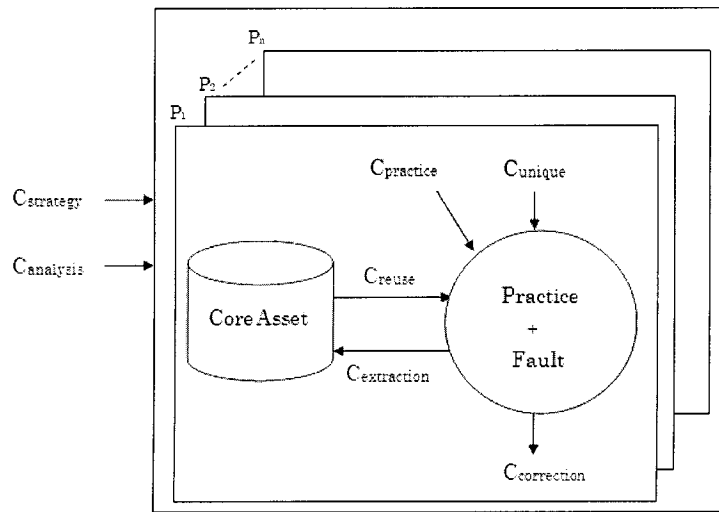 Pn
P2
P1
Cpractice
Cunique
Cstrategy
Canalysis
Creuse
Core Asset
Practice
+
Fault
Cextraction
Ccorrection